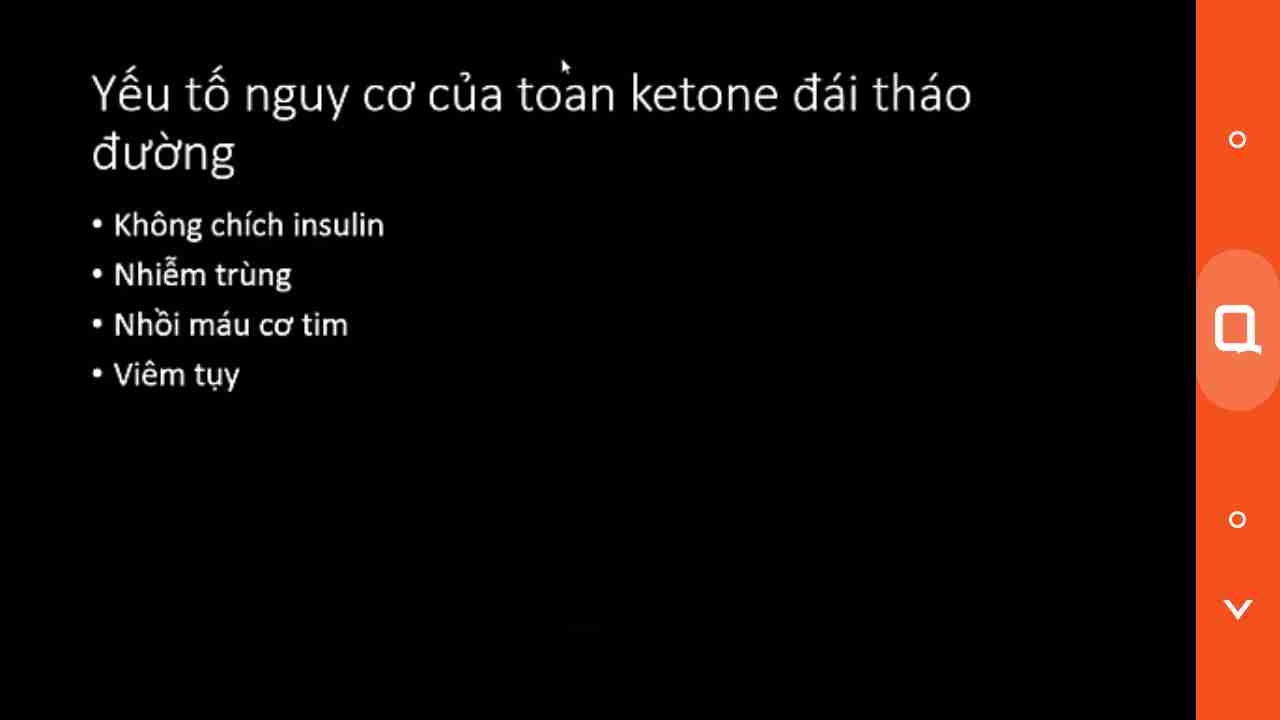 Yếu tố nguy cơ của toan ketone đái tháo
đường
• Không chích insulin
• Nhiễm trùng
• Nhồi máu cơ tim
• Viêm tụy